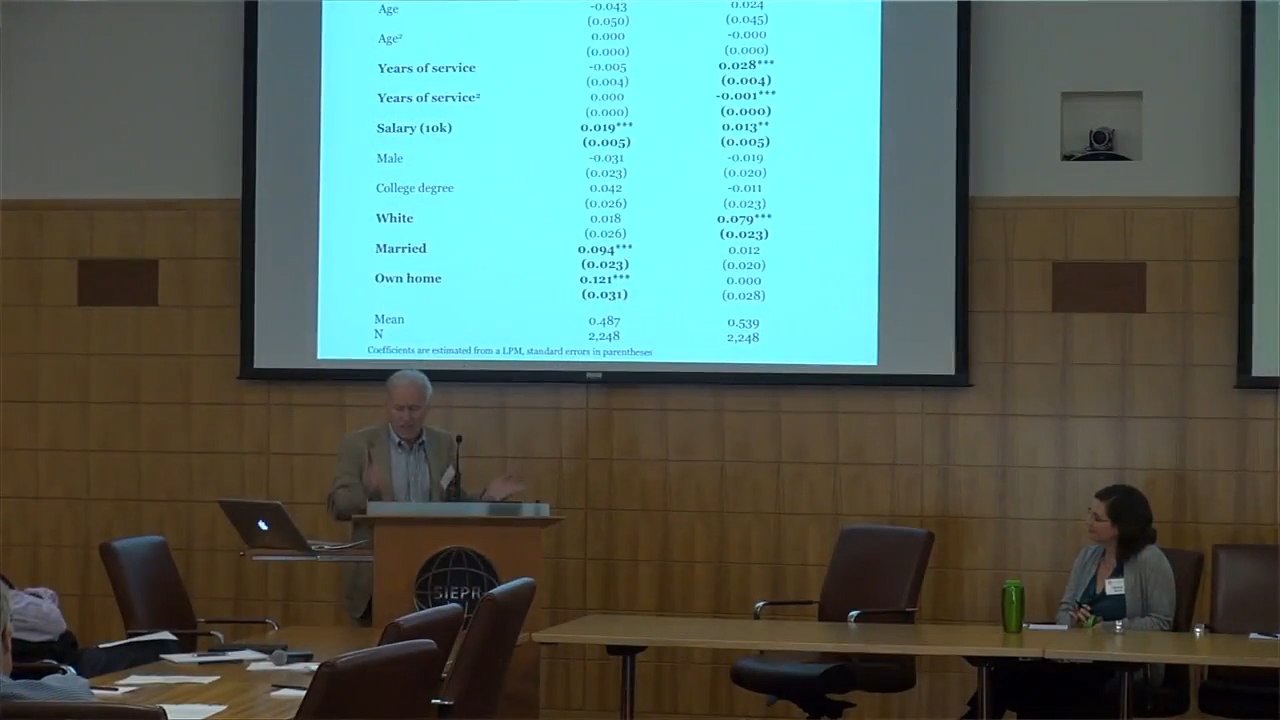 Age -0.043 0.024
(0.050) (0.045)
Age² 0.000 -0.000
(0.000) (0.000)
Years of service -0.005 0.028***
(0.004) (0.004)
Years of service² 0.000 -0.001***
(0.000) (0.000)
Salary (10k) 0.019*** 0.013**
(0.005) (0.005)
Male -0.031 -0.019
(0.023) (0.020)
College degree 0.042 -0.011
(0.026) (0.023)
White 0.018 0.079***
(0.026) (0.023)
Married 0.094*** 0.012
(0.023) (0.020)
Own home 0.121*** 0.000
(0.031) (0.028)
Mean 0.487 0.539
N 2,248 2,248
Coefficients are estimated from a LPM, standard errors in parentheses
SIEPR